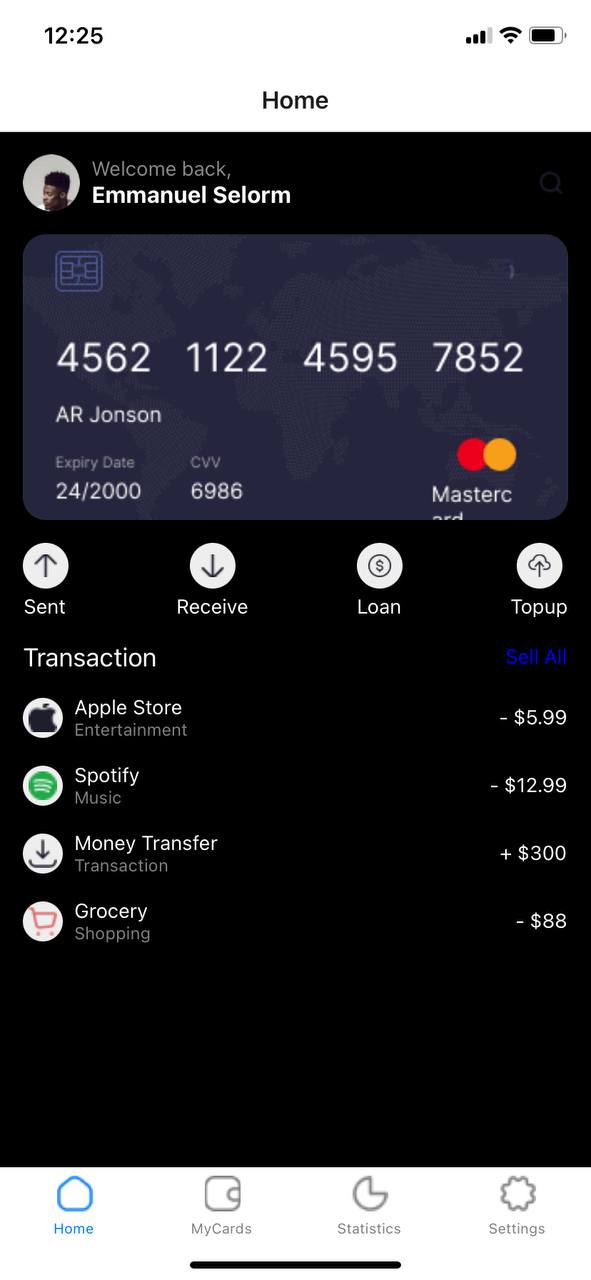 12:25
Home
Welcome back,
Emmanuel Selorm
4562 1122 4595 7852
AR Jonson
Expiry Date CVV
24/2000 6986
Masterc
ard
Sent Receive Loan Topup
Transaction Sell All
Apple Store
Entertainment
- $5.99
Spotify
Music
- $12.99
Money Transfer
Transaction
+ $300
Grocery
Shopping
- $88
Home MyCards Statistics Settings